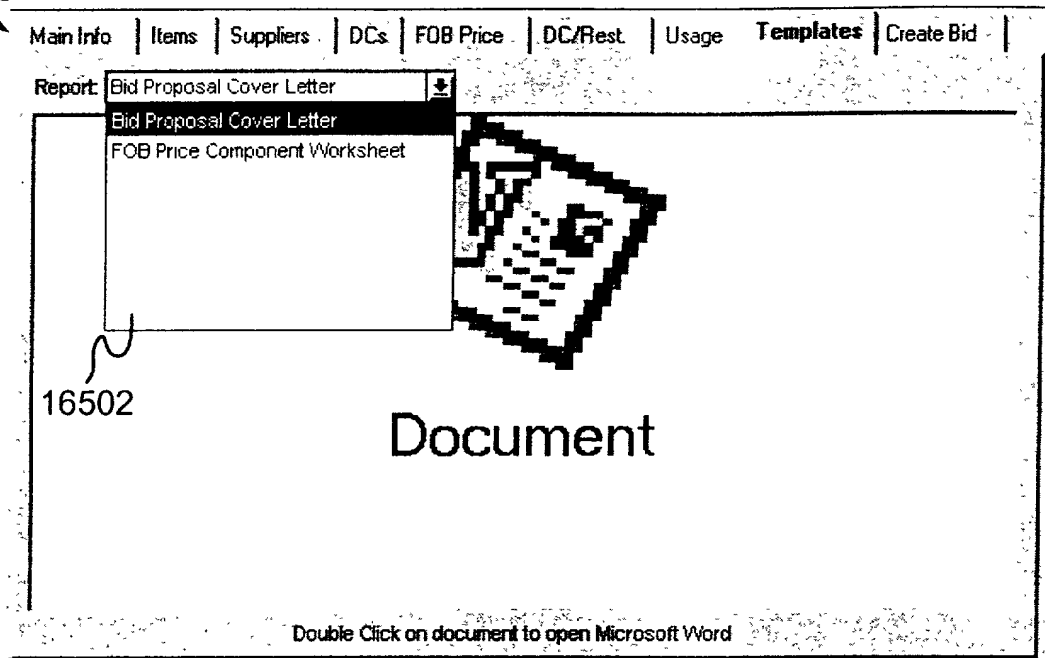 Main Info Items Suppliers DCs FOB Price DC/Rest. Usage Templates Create Bid
Report: Bid Proposal Cover Letter
Bid Proposal Cover Letter
FOB Price Component Worksheet
16502
Document
Double Click on document to open Microsoft Word